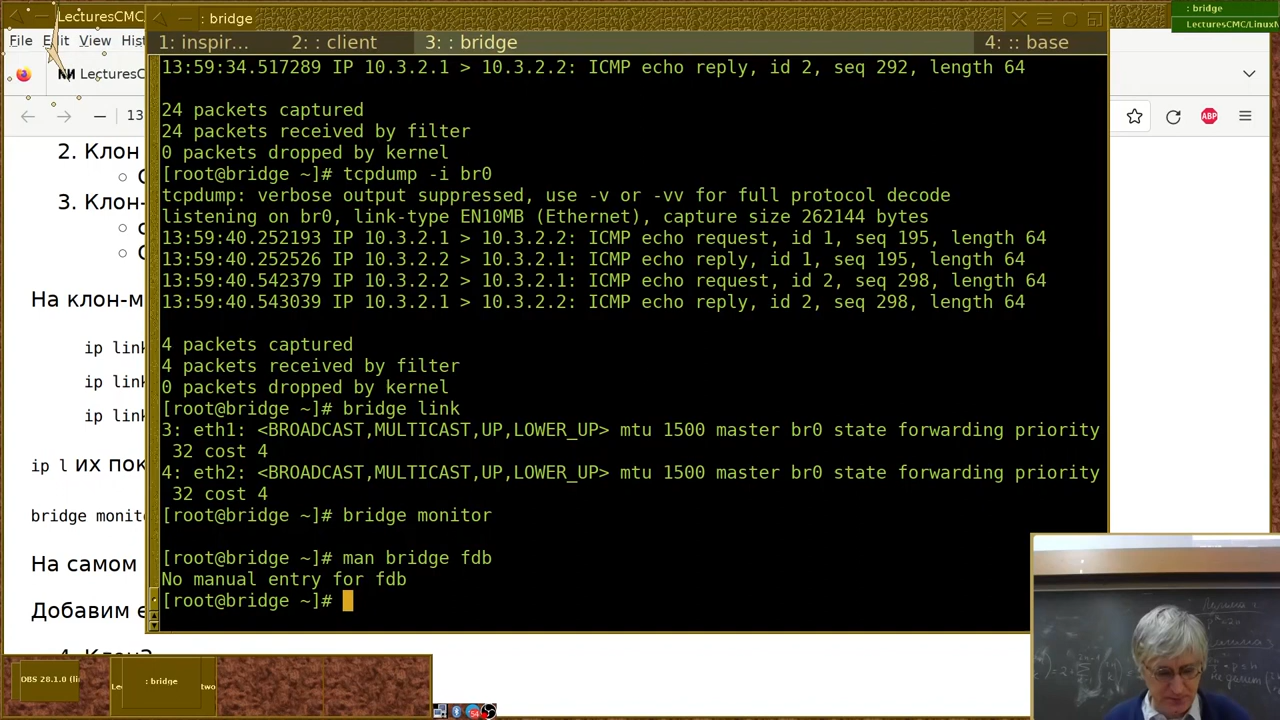 LecturesCMC
: bridge
: bridge
LecturesCMC/LinuxN
File Edit View Hist
1: inspir... 2: : client 3: : bridge 4: :: base
LecturesC
13
2. Клон
3. Клон-
На клон-м
ip link
ip link
ip link
ip l их пок
bridge monit
На самом
Добавим е
13:59:34.517289 IP 10.3.2.1 > 10.3.2.2: ICMP echo reply, id 2, seq 292, length 64
24 packets captured
24 packets received by filter
0 packets dropped by kernel
[root@bridge ~]# tcpdump -i br0
tcpdump: verbose output suppressed, use -v or -vv for full protocol decode
listening on br0, link-type EN10MB (Ethernet), capture size 262144 bytes
13:59:40.252193 IP 10.3.2.1 > 10.3.2.2: ICMP echo request, id 1, seq 195, length 64
13:59:40.252526 IP 10.3.2.2 > 10.3.2.1: ICMP echo reply, id 1, seq 195, length 64
13:59:40.542379 IP 10.3.2.2 > 10.3.2.1: ICMP echo request, id 2, seq 298, length 64
13:59:40.543039 IP 10.3.2.1 > 10.3.2.2: ICMP echo reply, id 2, seq 298, length 64
4 packets captured
4 packets received by filter
0 packets dropped by kernel
[root@bridge ~]# bridge link
3: eth1: <BROADCAST,MULTICAST,UP,LOWER_UP> mtu 1500 master br0 state forwarding priority
32 cost 4
4: eth2: <BROADCAST,MULTICAST,UP,LOWER_UP> mtu 1500 master br0 state forwarding priority
32 cost 4
[root@bridge ~]# bridge monitor
[root@bridge ~]# man bridge fdb
No manual entry for fdb
[root@bridge ~]#
ABP
OBS 28.1.0 (li
: bridge
two